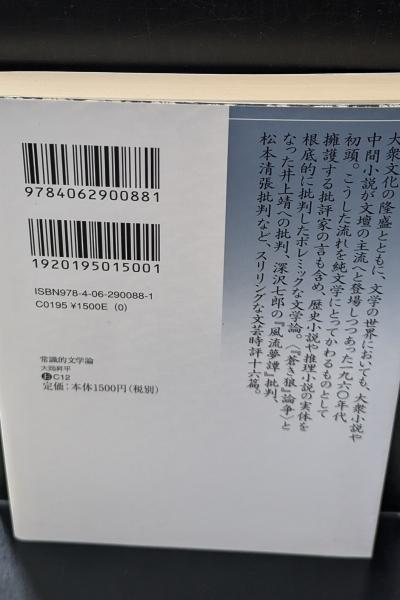 大衆文化の隆盛とともに、文学の世界においても、大衆小説や
中間小説が文壇の主流へ登場しつつあった一九六〇年代
初頭。こうした流れを純文学にとってかわるものとして
擁護する批評家の言も含め、歴史小説や推理小説の実体を
根底的に批判したポレミックな文学論。〈『蒼き狼』論争〉と
なった井上靖への批判、深沢七郎の『風流夢譚』批判、
松本清張批判など、スリリングな文芸時評十六篇。
9784062900881
1920195015001
ISBN978-4-06-290088-1
C0195 ¥1500E (0)
常識的文学論
大岡昇平
お C12
定価:本体1500円(税別)